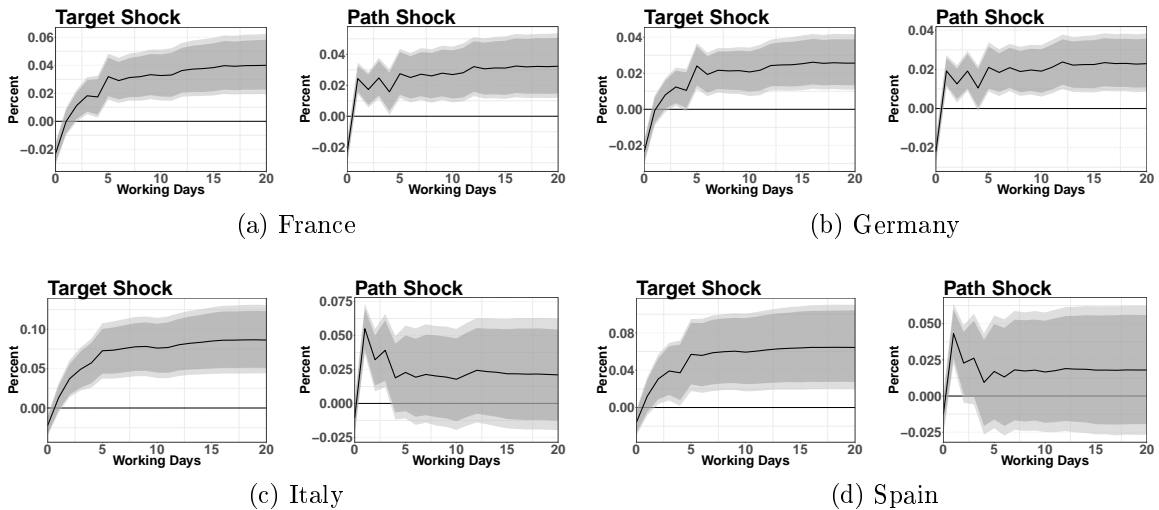 Target Shock
Percent
0.06
0.04
0.02
0.00
−0.02
0 5 10 15 20
Working Days
Path Shock
Percent
0.04
0.02
0.00
−0.02
0 5 10 15 20
Working Days
(a) France
Target Shock
Percent
0.04
0.02
0.00
−0.02
0 5 10 15 20
Working Days
Path Shock
Percent
0.04
0.02
0.00
−0.02
0 5 10 15 20
Working Days
(b) Germany
Target Shock
Percent
0.10
0.05
0.00
0 5 10 15 20
Working Days
Path Shock
Percent
0.075
0.050
0.025
0.000
−0.025
0 5 10 15 20
Working Days
(c) Italy
Target Shock
Percent
0.08
0.04
0.00
0 5 10 15 20
Working Days
Path Shock
Percent
0.050
0.025
0.000
−0.025
0 5 10 15 20
Working Days
(d) Spain